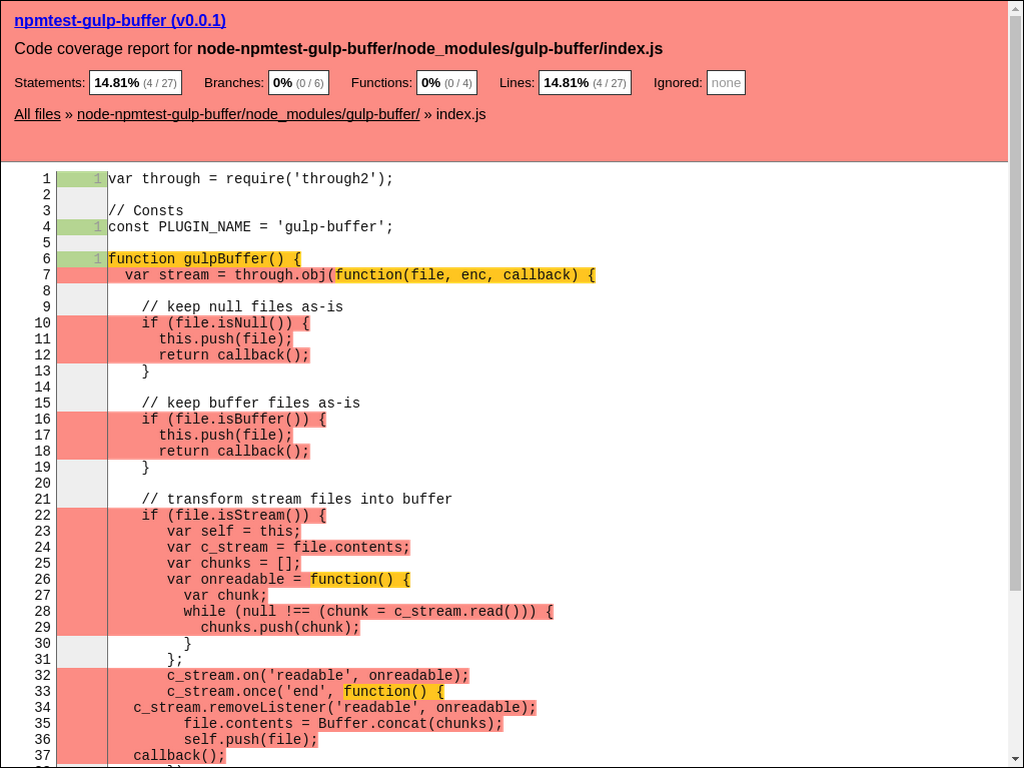 npmtest-gulp-buffer (v0.0.1)
Code coverage report for node-npmtest-gulp-buffer/node_modules/gulp-buffer/index.js
Statements: 14.81% (4 / 27) Branches: 0% (0 / 6) Functions: 0% (0 / 4) Lines: 14.81% (4 / 27) Ignored: none
All files » node-npmtest-gulp-buffer/node_modules/gulp-buffer/ » index.js
1 1 var through = require('through2');
2
3 // Consts
4 1 const PLUGIN_NAME = 'gulp-buffer';
5
6 1 function gulpBuffer() {
7   var stream = through.obj(function(file, enc, callback) {
8
9     // keep null files as-is
10     if (file.isNull()) {
11       this.push(file);
12       return callback();
13     }
14
15     // keep buffer files as-is
16     if (file.isBuffer()) {
17       this.push(file);
18       return callback();
19     }
20
21     // transform stream files into buffer
22     if (file.isStream()) {
23        var self = this;
24        var c_stream = file.contents;
25        var chunks = [];
26        var onreadable = function() {
27          var chunk;
28          while (null !== (chunk = c_stream.read())) {
29            chunks.push(chunk);
30          }
31        };
32        c_stream.on('readable', onreadable);
33        c_stream.once('end', function() {
34    c_stream.removeListener('readable', onreadable);
35          file.contents = Buffer.concat(chunks);
36          self.push(file);
37    callback();